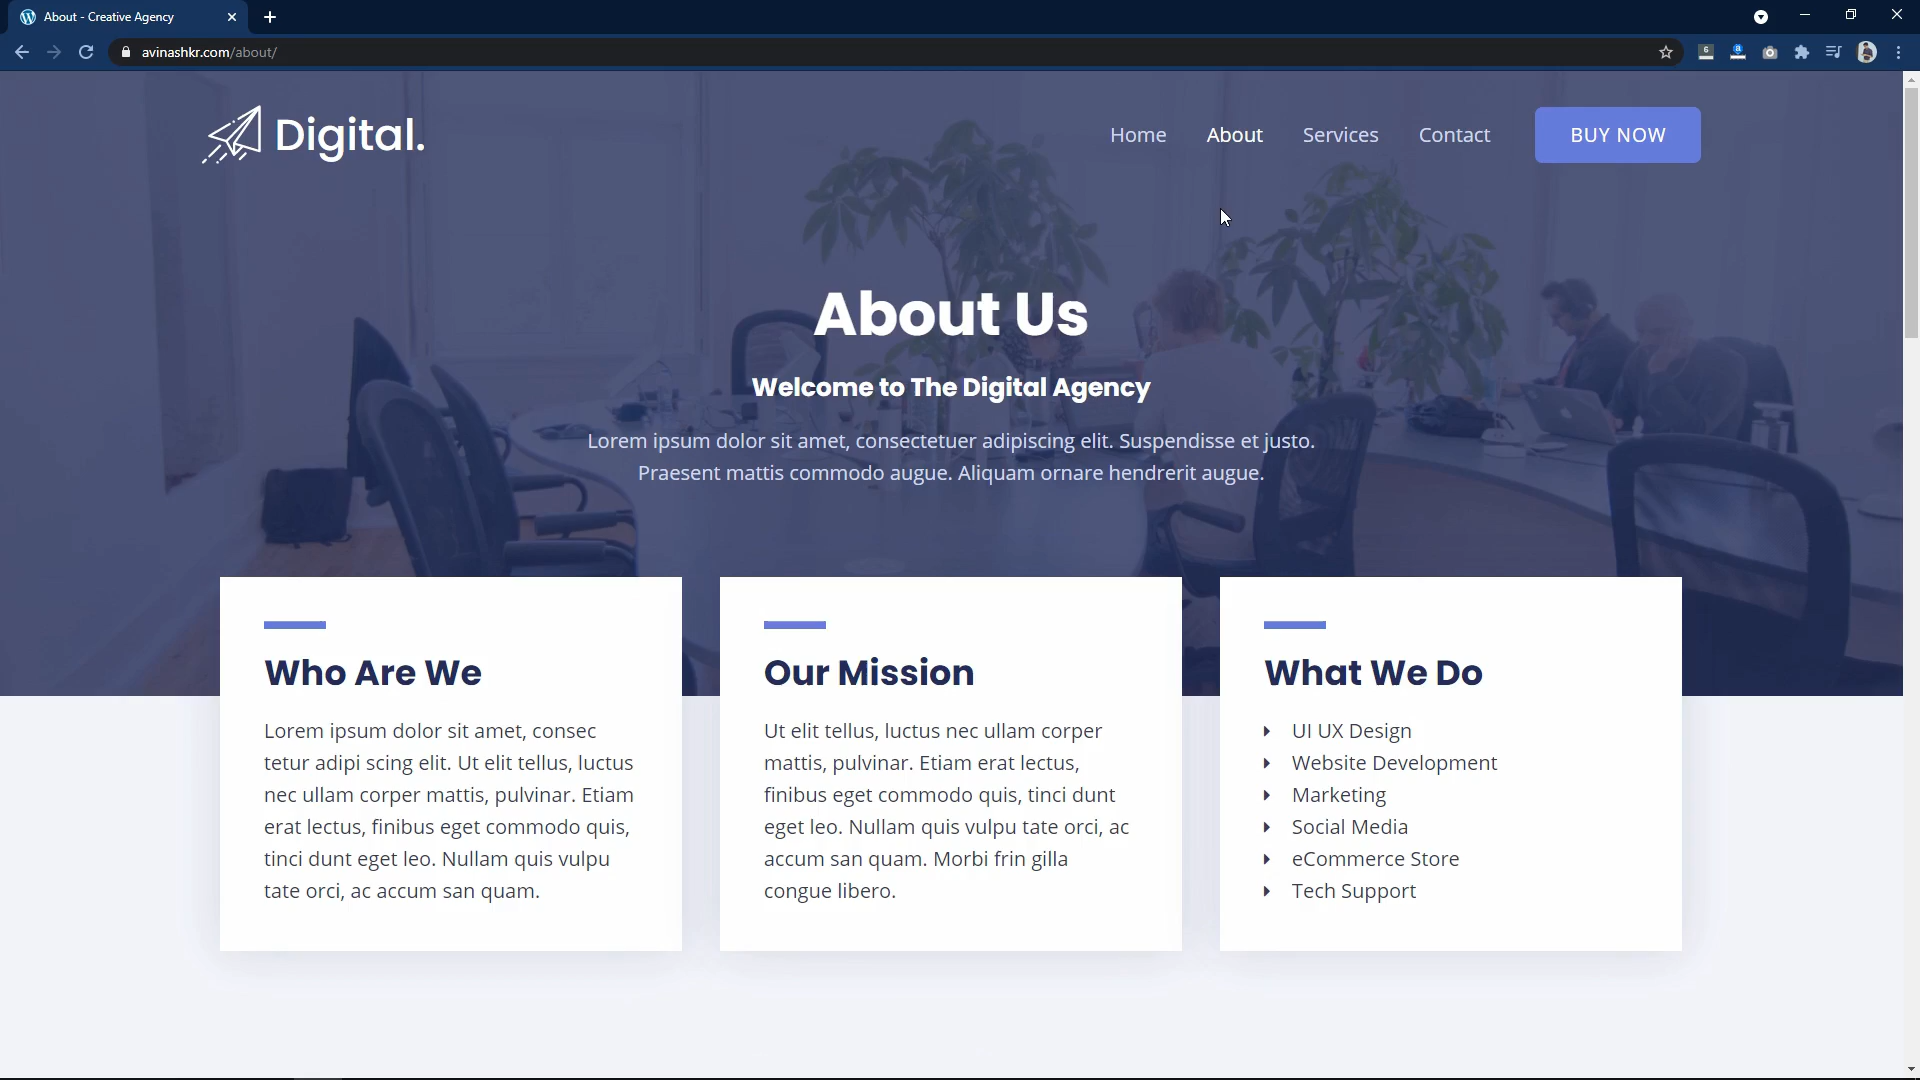 About - Creative Agency
avinashkr.com/about/
6
Digital.
Home
About
Services
Contact
BUY NOW
About Us
Welcome to The Digital Agency
Lorem ipsum dolor sit amet, consectetuer adipiscing elit. Suspendisse et justo.
Praesent mattis commodo augue. Aliquam ornare hendrerit augue.
Who Are We
Lorem ipsum dolor sit amet, consec
tetur adipi scing elit. Ut elit tellus, luctus
nec ullam corper mattis, pulvinar. Etiam
erat lectus, finibus eget commodo quis,
tinci dunt eget leo. Nullam quis vulpu
tate orci, ac accum san quam.
Our Mission
Ut elit tellus, luctus nec ullam corper
mattis, pulvinar. Etiam erat lectus,
finibus eget commodo quis, tinci dunt
eget leo. Nullam quis vulpu tate orci, ac
accum san quam. Morbi frin gilla
congue libero.
What We Do
UI UX Design
Website Development
Marketing
Social Media
eCommerce Store
Tech Support